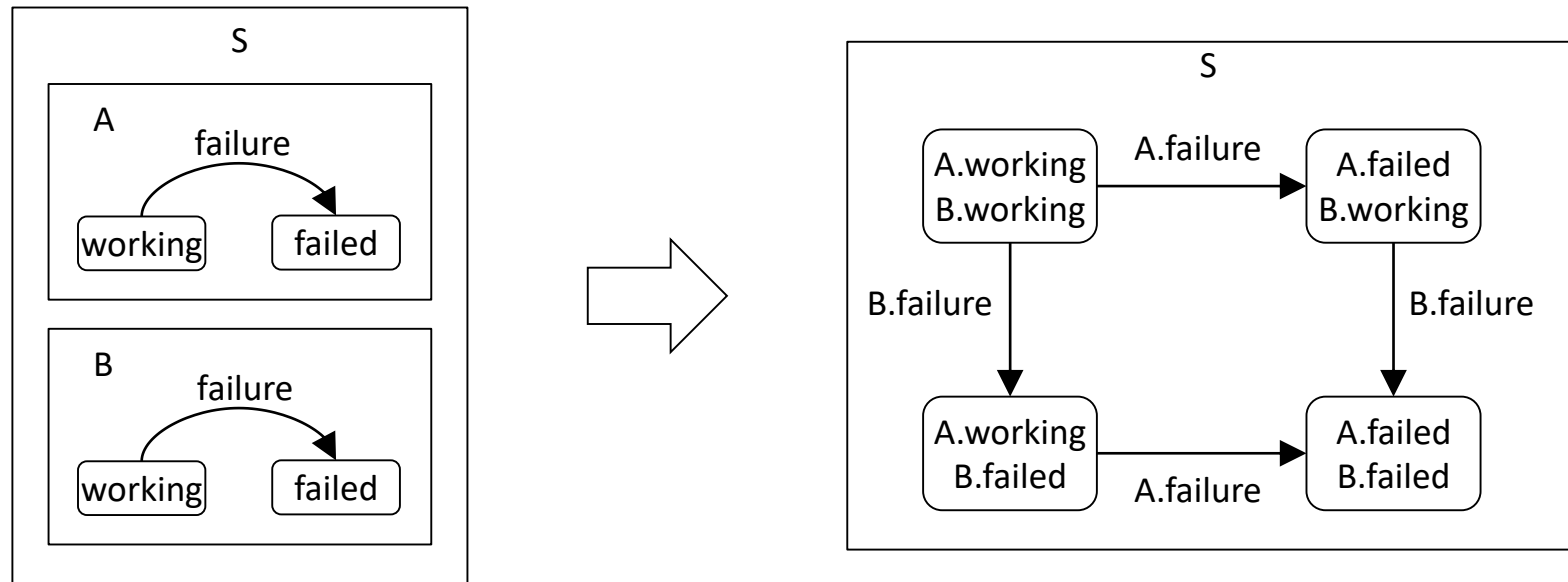 S
A
failure
working
failed
B
failure
working
failed
S
A.working
B.working
A.failure
A.failed
B.working
B.failure
B.failure
A.working
B.failed
A.failure
A.failed
B.failed